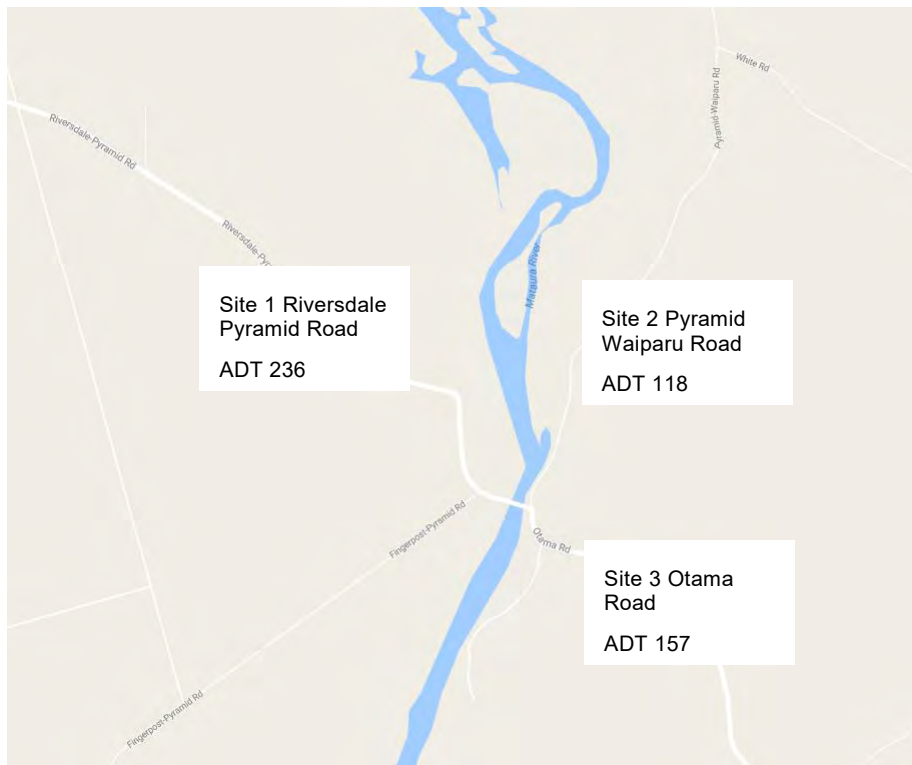 White Rd
Pyramid-Waiparu Rd
Riversdale-Pyramid Rd
Riversdale-Pyr
Mataura River
Site 1 Riversdale
Pyramid Road
ADT 236
Site 2 Pyramid
Waiparu Road
ADT 118
Fingerpost-Pyramid Rd
Otama Rd
Site 3 Otama
Road
ADT 157
Fingerpost-Pyramid Rd